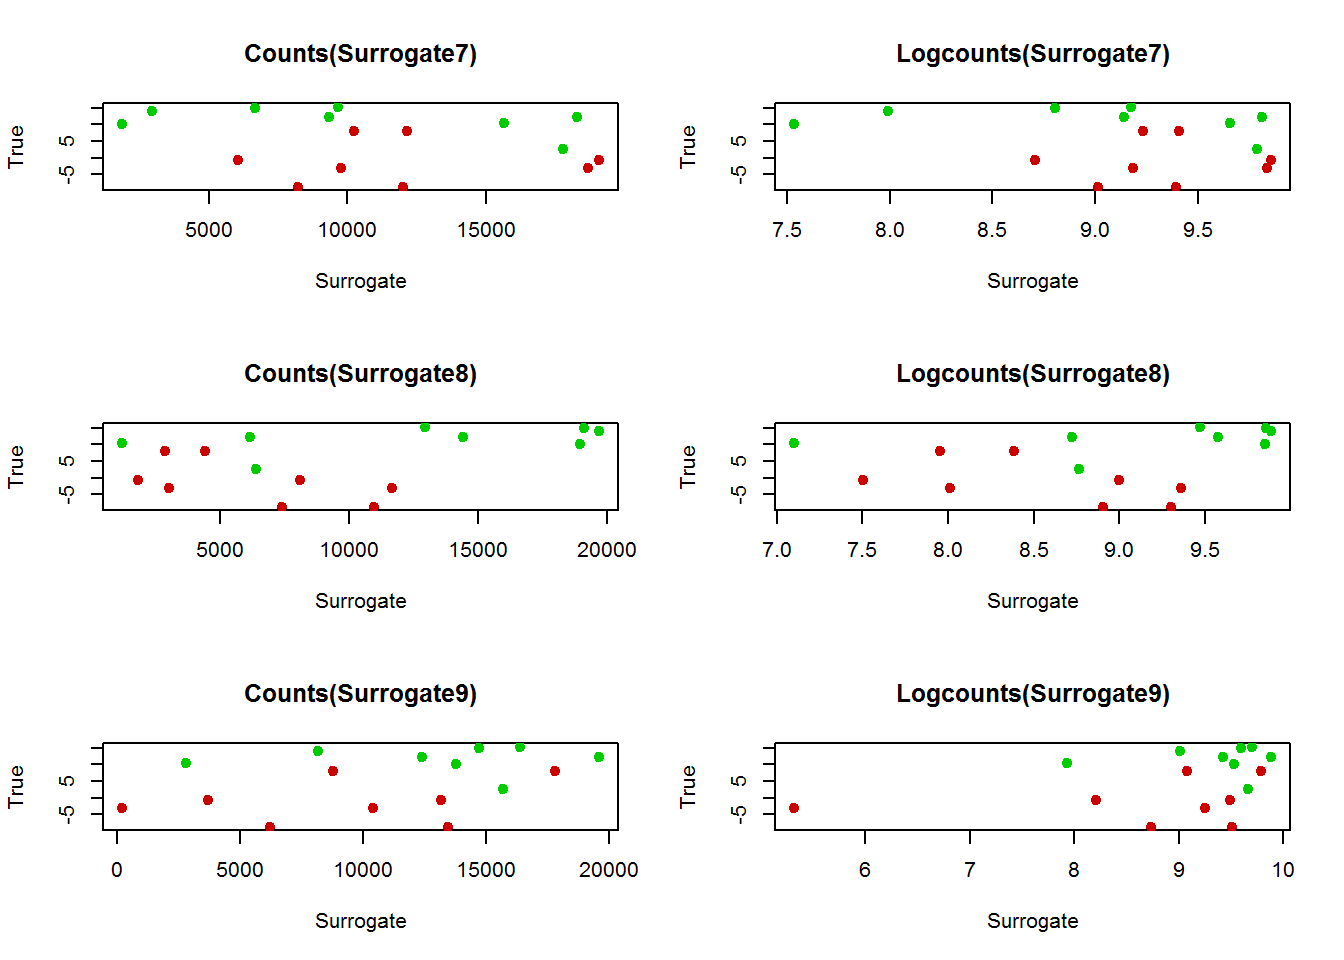 Counts(Surrogate7)
True
5
-5
5000 10000 15000
Surrogate
Logcounts(Surrogate7)
True
5
-5
7.5 8.0 8.5 9.0 9.5
Surrogate
Counts(Surrogate8)
True
5
-5
5000 10000 15000 20000
Surrogate
Logcounts(Surrogate8)
True
5
-5
7.0 7.5 8.0 8.5 9.0 9.5
Surrogate
Counts(Surrogate9)
True
5
-5
0 5000 10000 15000 20000
Surrogate
Logcounts(Surrogate9)
True
5
-5
6 7 8 9 10
Surrogate